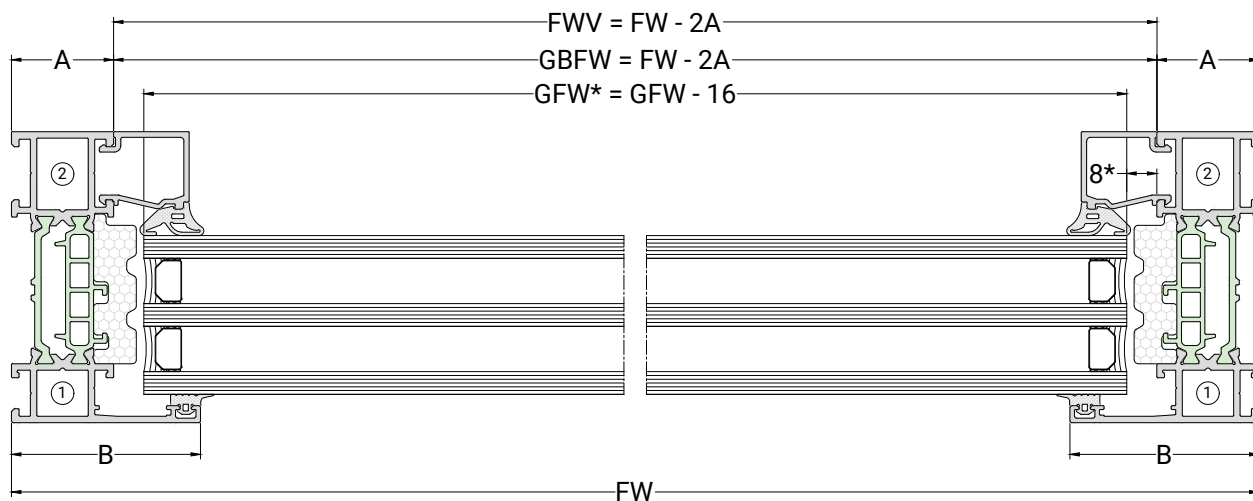 FWV = FW - 2A
A GBFW = FW - 2A A
GFW* = GFW - 16
2 8* 2
1 1
B B
FW